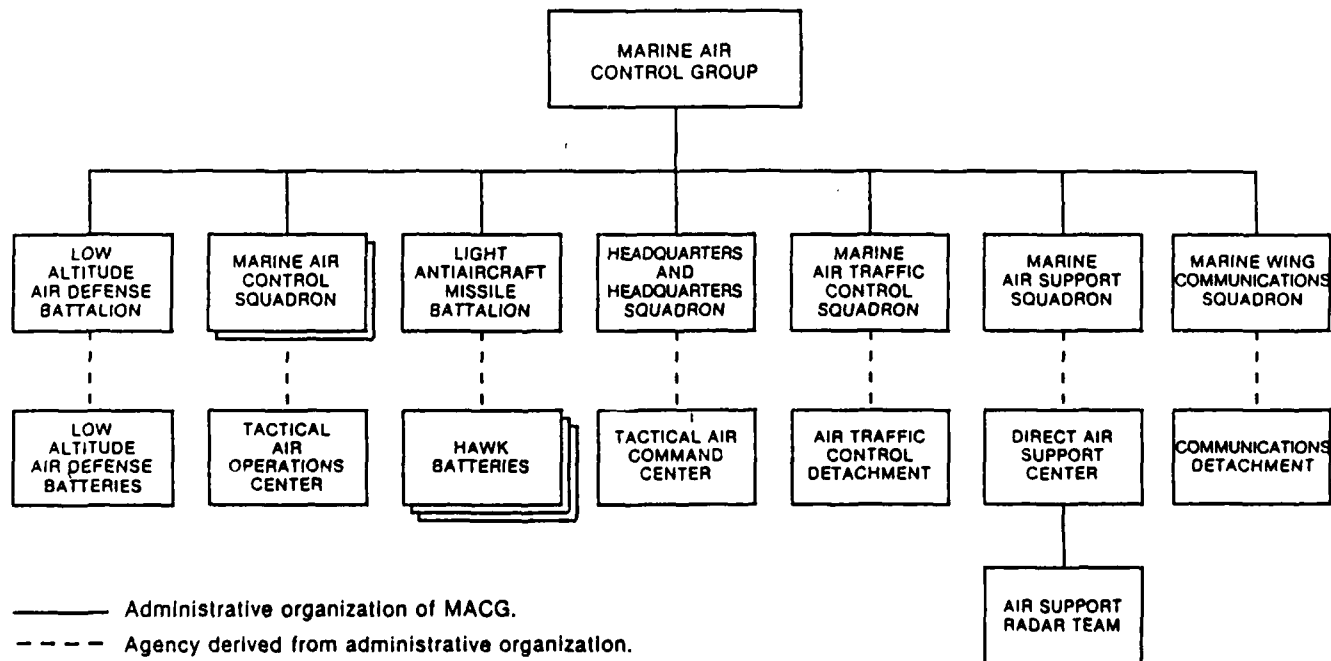 MARINE AIR
CONTROL GROUP
LOW
ALTITUDE
AIR DEFENSE
BATTALION
MARINE AIR
CONTROL
SQUADRON
LIGHT
ANTIAIRCRAFT
MISSILE
BATTALION
HEADQUARTERS
AND
HEADQUARTERS
SQUADRON
MARINE
AIR TRAFFIC
CONTROL
SQUADRON
MARINE
AIR SUPPORT
SQUADRON
MARINE WING
COMMUNICATIONS
SQUADRON
LOW
ALTITUDE
AIR DEFENSE
BATTERIES
TACTICAL
AIR
OPERATIONS
CENTER
HAWK
BATTERIES
TACTICAL AIR
COMMAND
CENTER
AIR TRAFFIC
CONTROL
DETACHMENT
DIRECT AIR
SUPPORT
CENTER
COMMUNICATIONS
DETACHMENT
AIR SUPPORT
RADAR TEAM
Administrative organization of MACG.
Agency derived from administrative organization.